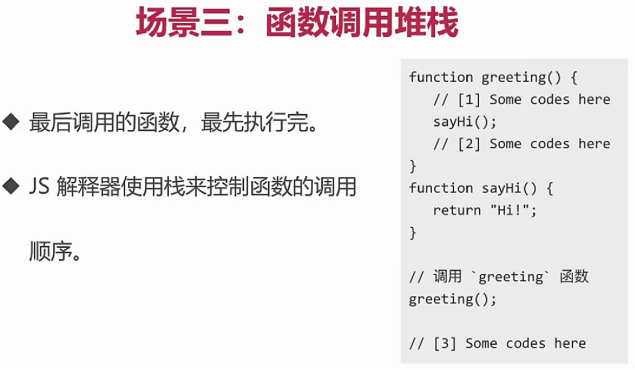 场景三：函数调用堆栈
◆ 最后调用的函数，最先执行完。
◆ JS 解释器使用栈来控制函数的调用
顺序。
function greeting() {
   // [1] Some codes here
   sayHi();
   // [2] Some codes here
}
function sayHi() {
   return "Hi!";
}

// 调用 `greeting` 函数
greeting();

// [3] Some codes here